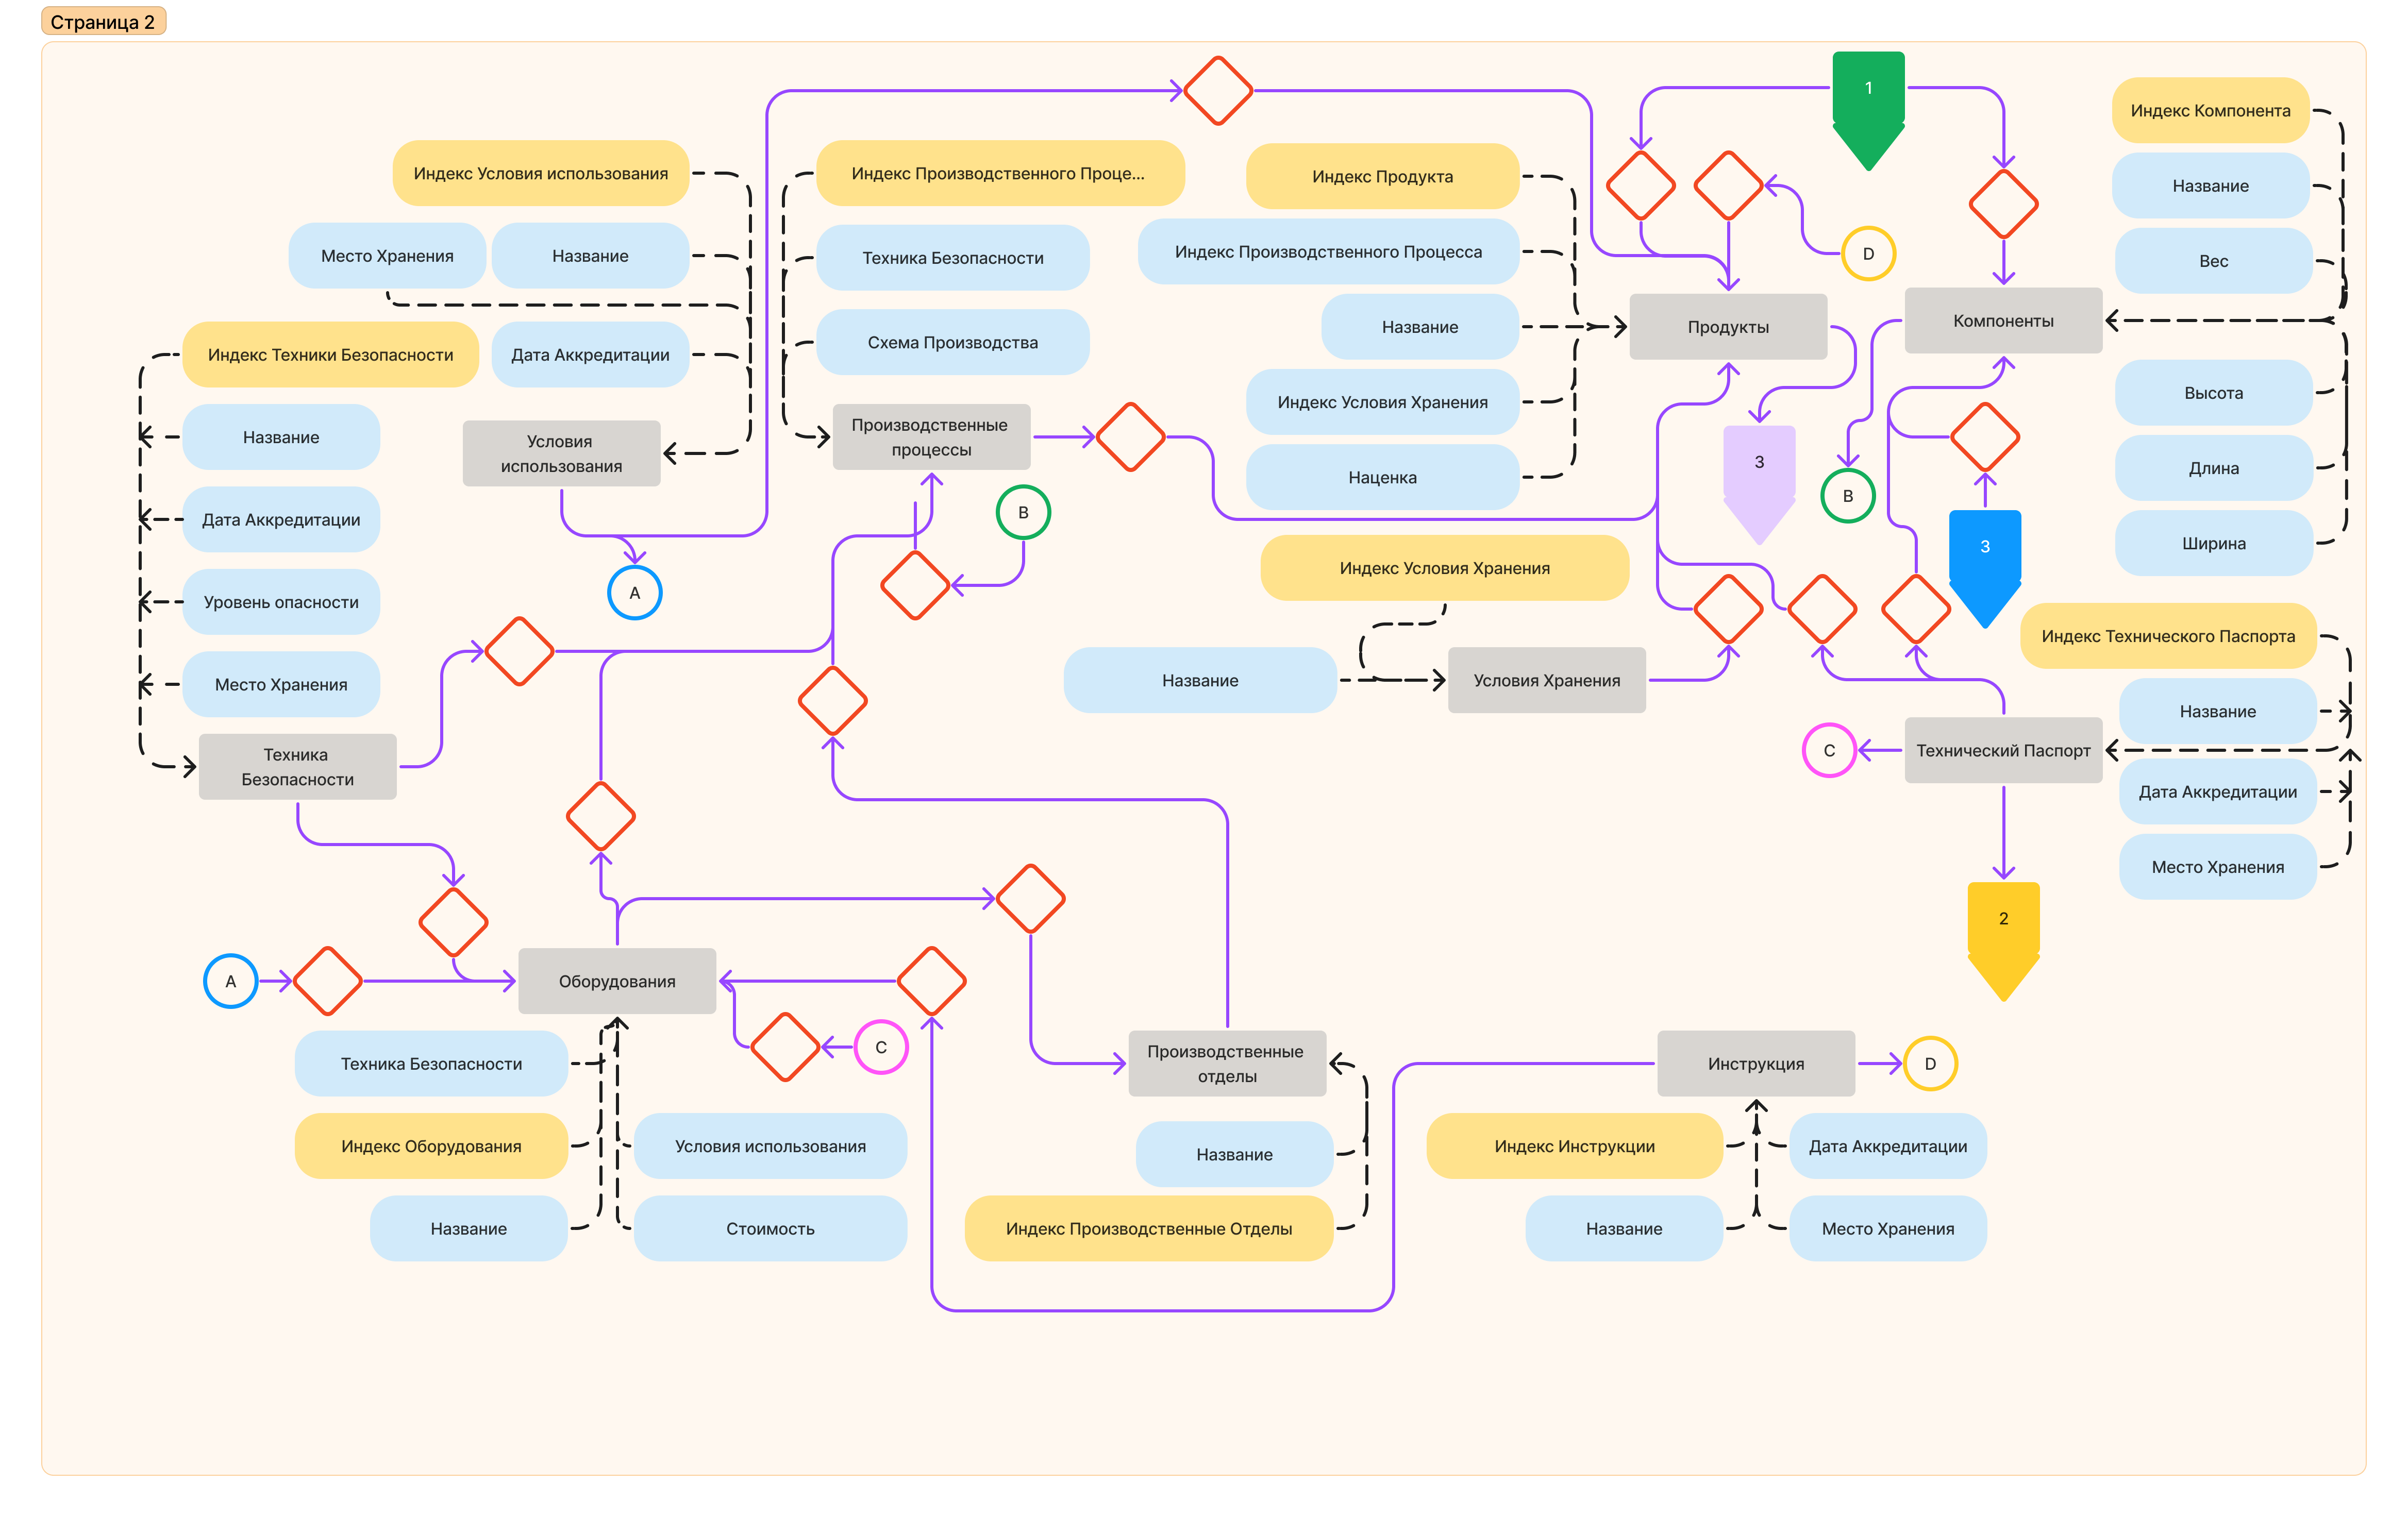 Страница 2
1
Индекс Компонента
Индекс Условия использования
Индекс Производственного Проце...
Индекс Продукта
Название
Место Хранения
Название
Техника Безопасности
Индекс Производственного Процесса
D
Вес
Индекс Техники Безопасности
Дата Аккредитации
Схема Производства
Название
Продукты
Компоненты
Название
Условия
использования
Производственные
процессы
Индекс Условия Хранения
Высота
Наценка
3
B
Длина
Дата Аккредитации
B
3
Ширина
Уровень опасности
A
Индекс Условия Хранения
Индекс Технического Паспорта
Место Хранения
Название
Условия Хранения
Название
Техника
Безопасности
C
Технический Паспорт
Дата Аккредитации
Место Хранения
2
A
Оборудования
C
Техника Безопасности
Производственные
отделы
Инструкция
D
Индекс Оборудования
Условия использования
Название
Индекс Инструкции
Дата Аккредитации
Название
Стоимость
Индекс Производственные Отделы
Название
Место Хранения